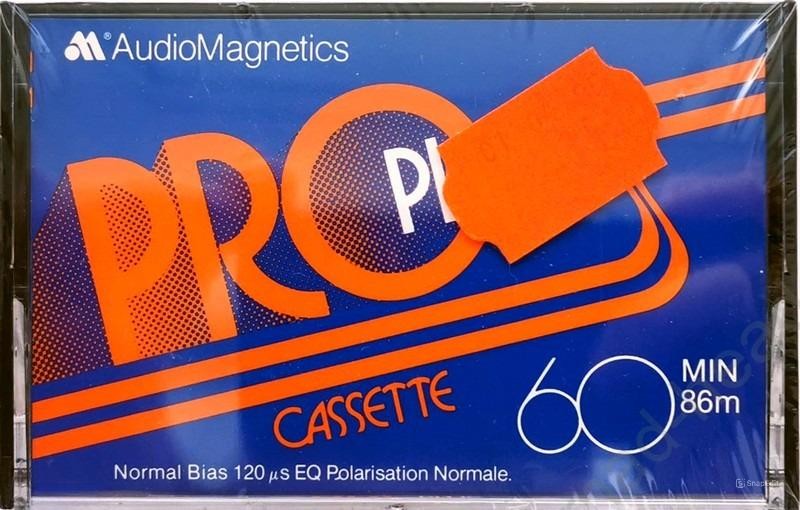 ® AudioMagnetics
PRO
CASSETTE
60 MIN
86m
Normal Bias 120 µs EQ Polarisation Normale.